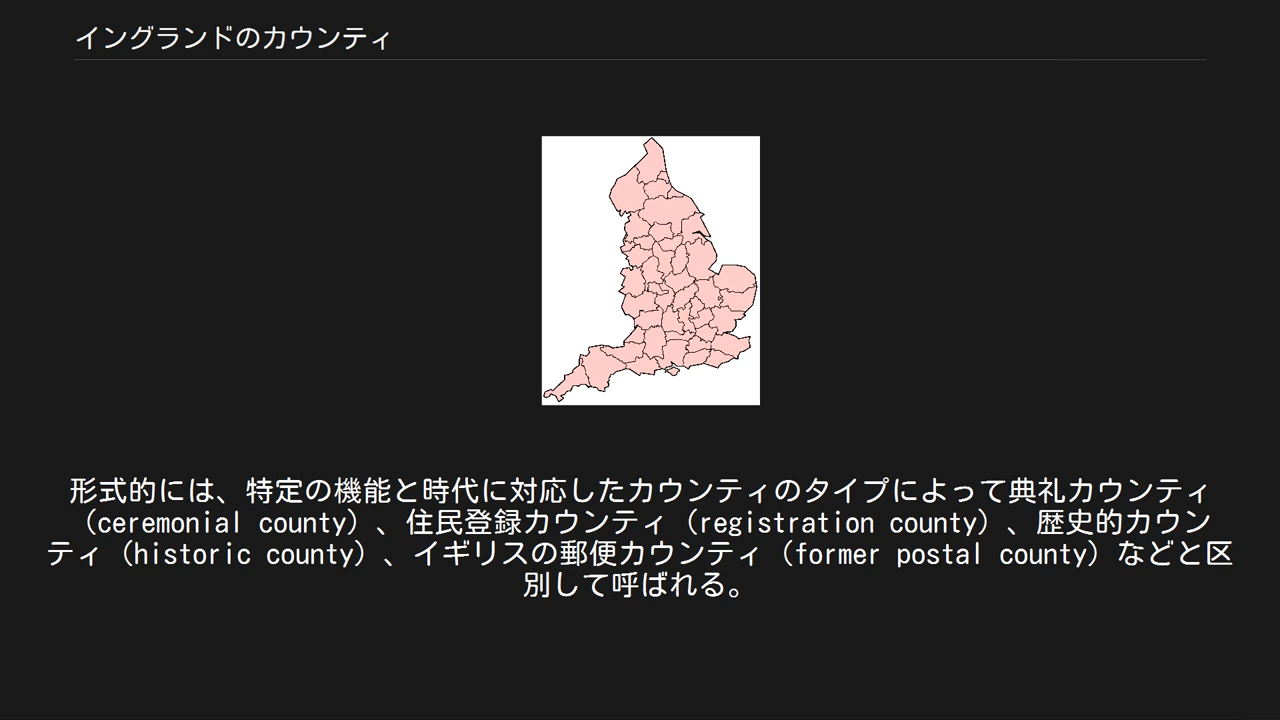 イングランドのカウンティ
形式的には、特定の機能と時代に対応したカウンティのタイプによって典礼カウンティ
（ceremonial county）、住民登録カウンティ（registration county）、歴史的カウン
ティ（historic county）、イギリスの郵便カウンティ（former postal county）などと区
別して呼ばれる。